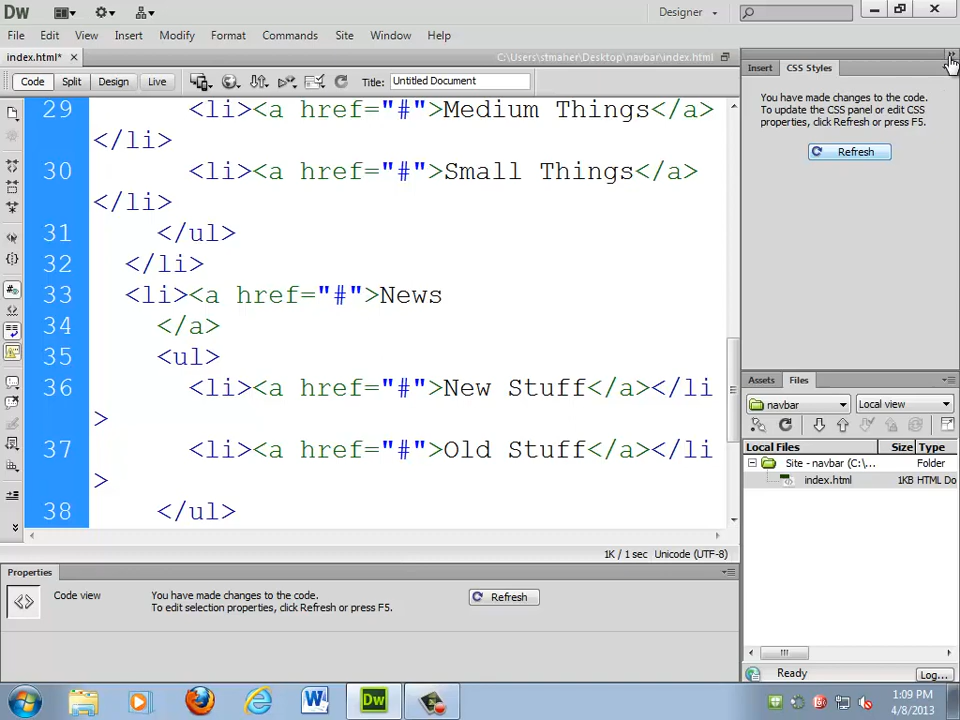 Dw
Designer
File Edit View Insert Modify Format Commands Site Window Help
index.html*
C:\Users\stmaher\Desktop\navbar\index.html
Code Split Design Live Title: Untitled Document
Insert CSS Styles
You have made changes to the code.
To update the CSS panel or edit CSS
properties, click Refresh or press F5.
Refresh
29 <li><a href="#">Medium Things</a>
</li>
30 <li><a href="#">Small Things</a>
</li>
31 </ul>
32 </li>
33 <li><a href="#">News
34 </a>
35 <ul>
36 <li><a href="#">New Stuff</a></li
>
37 <li><a href="#">Old Stuff</a></li
>
38 </ul>
Assets Files
navbar Local view
Local Files Size Type
Site - navbar (C:\... Folder
index.html 1KB HTML Do
1K / 1 sec Unicode (UTF-8)
Properties
Code view
You have made changes to the code.
To edit selection properties, click Refresh or press F5.
Refresh
Ready Log...
W Dw
1:09 PM
4/8/2013